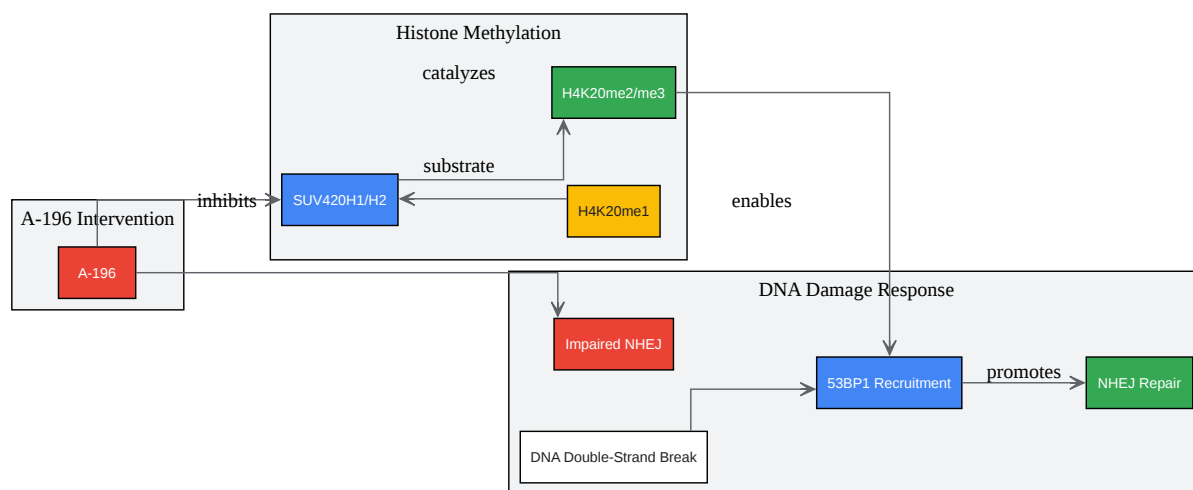 Histone Methylation
catalyzes
H4K20me2/me3
substrate
SUV420H1/H2
H4K20me1
inhibits
enables
A-196 Intervention
A-196
DNA Damage Response
Impaired NHEJ
53BP1 Recruitment
promotes
NHEJ Repair
DNA Double-Strand Break